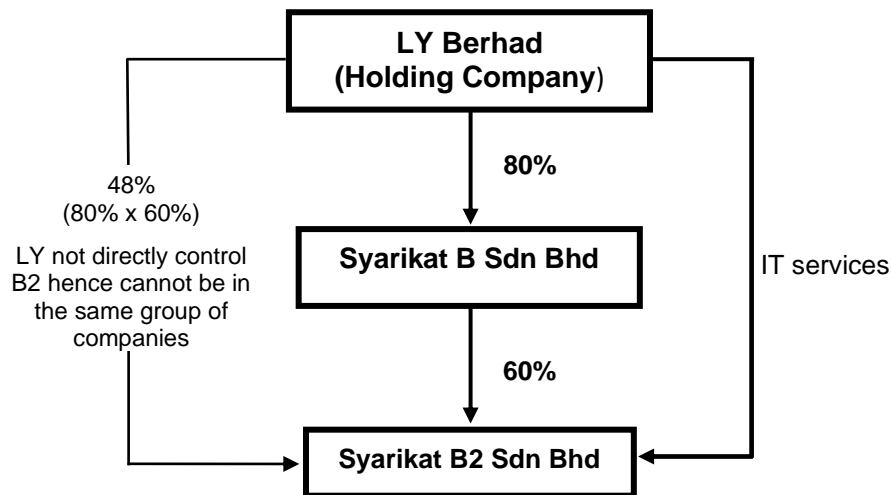 LY Berhad
(Holding Company)
48%
(80% x 60%)
LY not directly control
B2 hence cannot be in
the same group of
companies
80%
Syarikat B Sdn Bhd
IT services
60%
Syarikat B2 Sdn Bhd